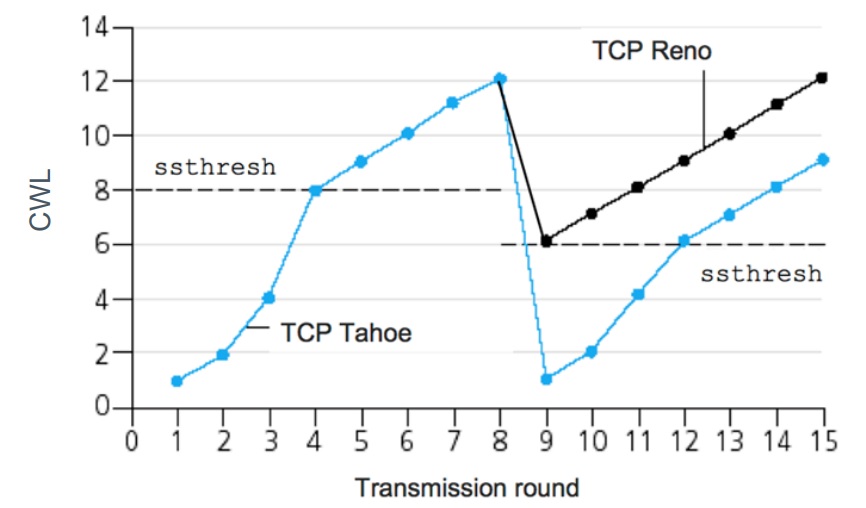 14
TCP Reno
12
10
ssthresh
8
CWL
6
ssthresh
4
TCP Tahoe
2
0
0 1 2 3 4 5 6 7 8 9 10 11 12 13 14 15
Transmission round